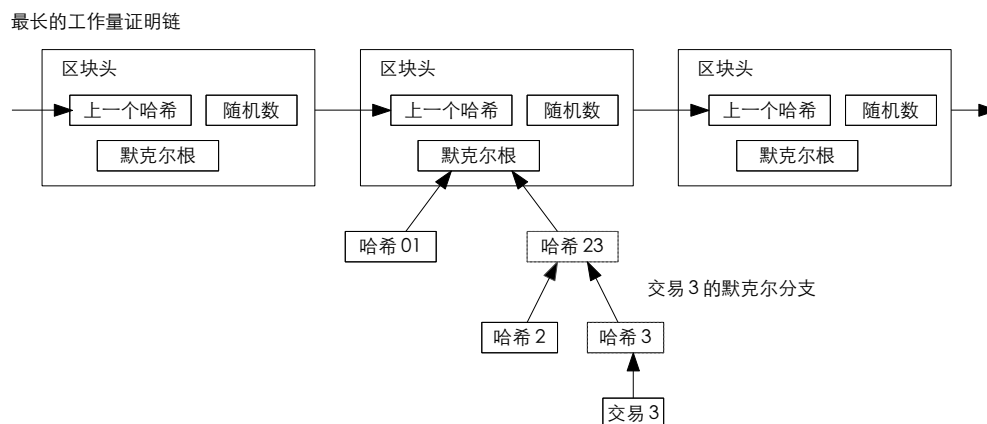 最长的工作量证明链
区块头 区块头 区块头
上一个哈希 随机数 上一个哈希 随机数 上一个哈希 随机数
默克尔根 默克尔根 默克尔根
哈希 01 哈希 23
交易 3 的默克尔分支
哈希 2 哈希 3
交易 3